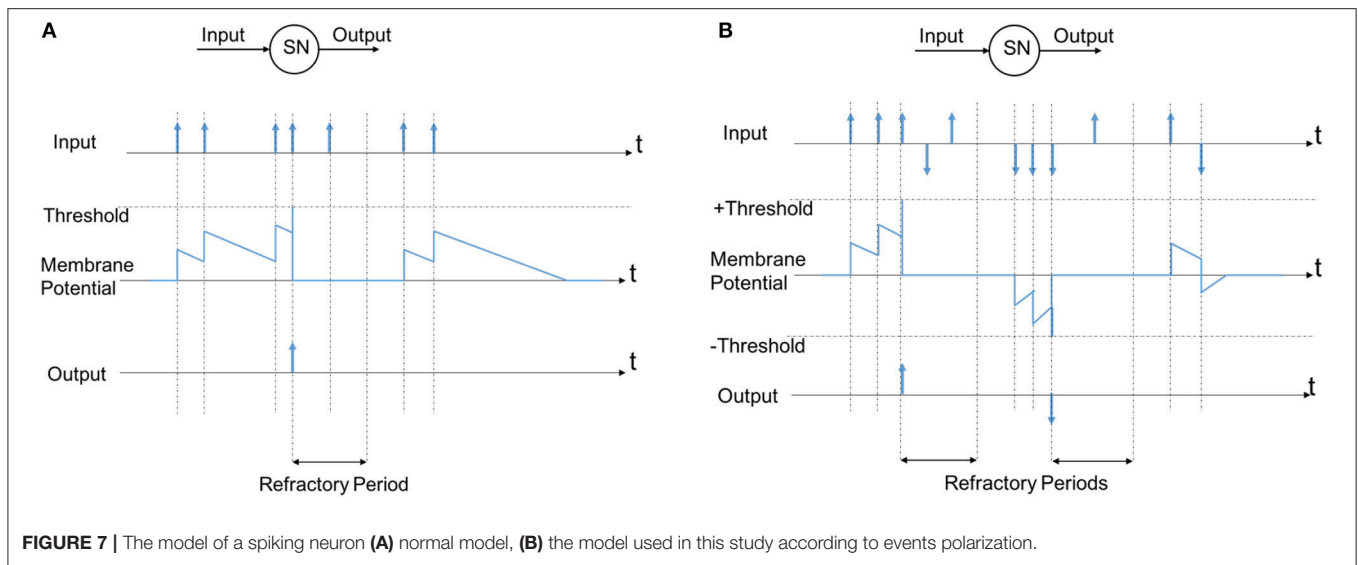 A
Input SN Output
Input t
Threshold
Membrane
Potential t
Output t
Refractory Period
B
Input SN Output
Input t
+Threshold
Membrane
Potential t
-Threshold
Output t
Refractory Periods
FIGURE 7 | The model of a spiking neuron (A) normal model, (B) the model used in this study according to events polarization.